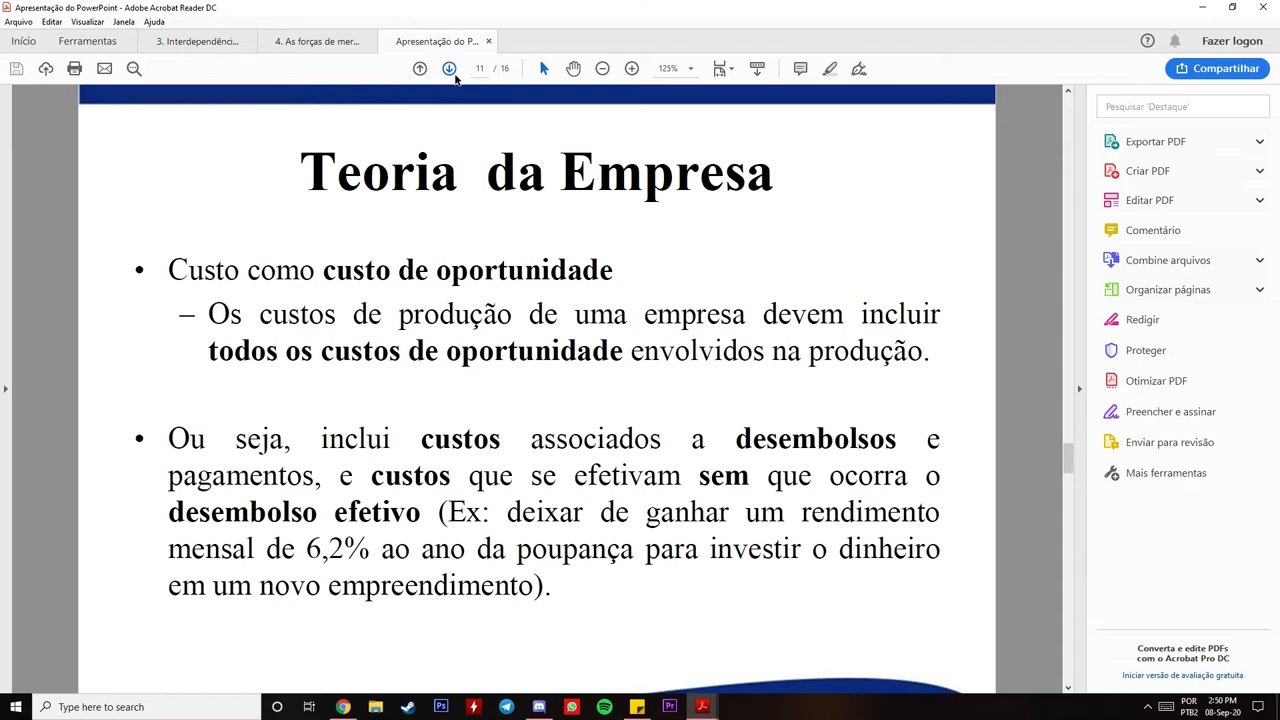 Apresentação do PowerPoint - Adobe Acrobat Reader DC
Arquivo Editar Visualizar Janela Ajuda
Início Ferramentas 3. Interdependênci... 4. As forças de mer... Apresentação do P... × Fazer logon
11 / 16 125% Compartilhar
Teoria da Empresa
• Custo como custo de oportunidade
– Os custos de produção de uma empresa devem incluir
todos os custos de oportunidade envolvidos na produção.
• Ou seja, inclui custos associados a desembolsos e
pagamentos, e custos que se efetivam sem que ocorra o
desembolso efetivo (Ex: deixar de ganhar um rendimento
mensal de 6,2% ao ano da poupança para investir o dinheiro
em um novo empreendimento).
Pesquisar 'Destaque'
Exportar PDF
Criar PDF
Editar PDF
Comentário
Combine arquivos
Organizar páginas
Redigir
Proteger
Otimizar PDF
Preencher e assinar
Enviar para revisão
Mais ferramentas
Converta e edite PDFs
com o Acrobat Pro DC
Iniciar versão de avaliação gratuita
Type here to search
Ps
Pr
POR
PTB2
2:50 PM
08-Sep-20